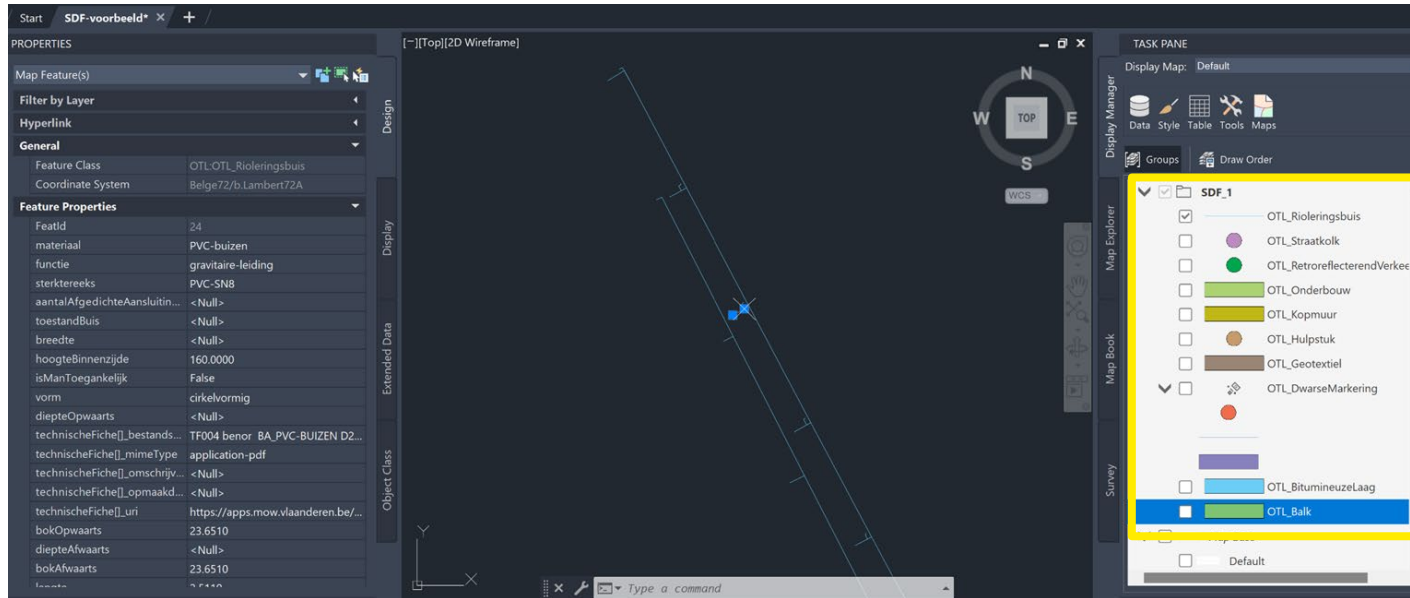 Start SDF-voorbeeld* × +
PROPERTIES
Map Feature(s)
Filter by Layer
Hyperlink
General
Feature Class OTL:OTL_Rioleringsbuis
Coordinate System Belge72/b.Lambert72A
Feature Properties
FeatId 24
materiaal PVC-buizen
functie gravitaire-leiding
sterktereeks PVC-SN8
aantalAfgedichteAansluitin... <Null>
toestandBuis <Null>
breedte <Null>
hoogteBinnenzijde 160.0000
isManToegankelijk False
vorm cirkelvormig
diepteOpwaarts <Null>
technischeFiche[]_bestands... TF004 benor BA_PVC-BUIZEN D2...
technischeFiche[]_mimeType application-pdf
technischeFiche[]_omschrijv... <Null>
technischeFiche[]_opmaakd... <Null>
technischeFiche[]_uri https://apps.mow.vlaanderen.be/...
bokOpwaarts 23.6510
diepteAfwaarts <Null>
bokAfwaarts 23.6510
Design
Display
Extended Data
Object Class
[−][Top][2D Wireframe]
N
W TOP E
S
WCS
Y
X
Type a command
Display Manager
Map Explorer
Map Book
Survey
TASK PANE
Display Map: Default
Data Style Table Tools Maps
Groups Draw Order
SDF_1
OTL_Rioleringsbuis
OTL_Straatkolk
OTL_RetroreflecterendVerkee
OTL_Onderbouw
OTL_Kopmuur
OTL_Hulpstuk
OTL_Geotextiel
OTL_DwarseMarkering
OTL_BitumineuzeLaag
OTL_Balk
Default